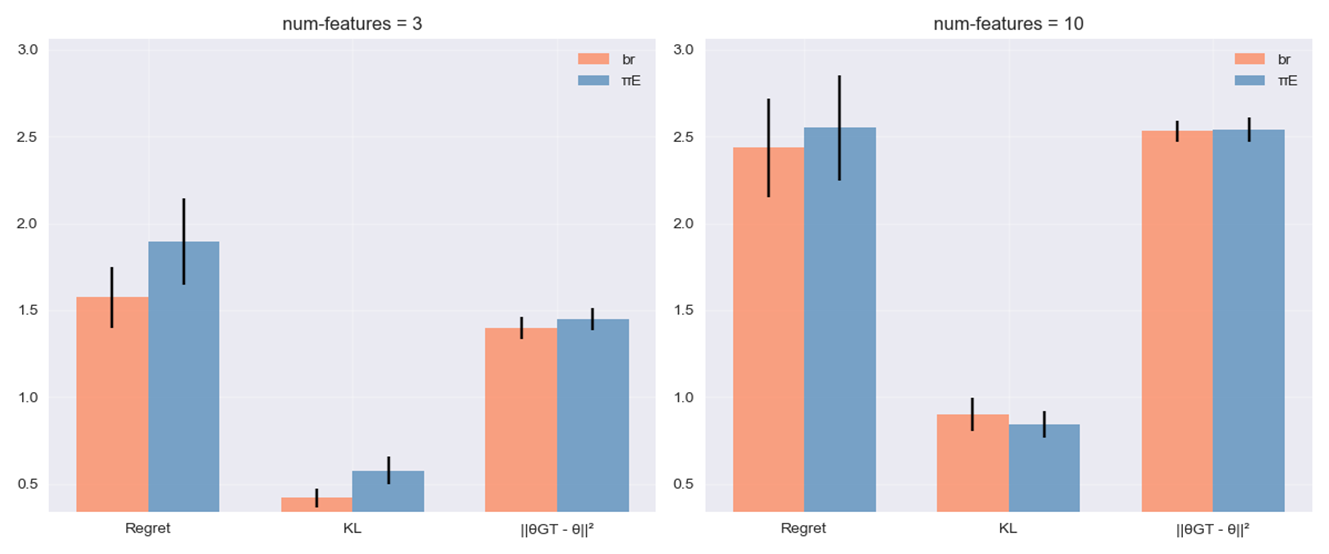 num-features = 3
3.0
2.5
2.0
1.5
1.0
0.5
br
πE
Regret
KL
||θGT - θ||²
num-features = 10
3.0
2.5
2.0
1.5
1.0
0.5
br
πE
Regret
KL
||θGT - θ||²